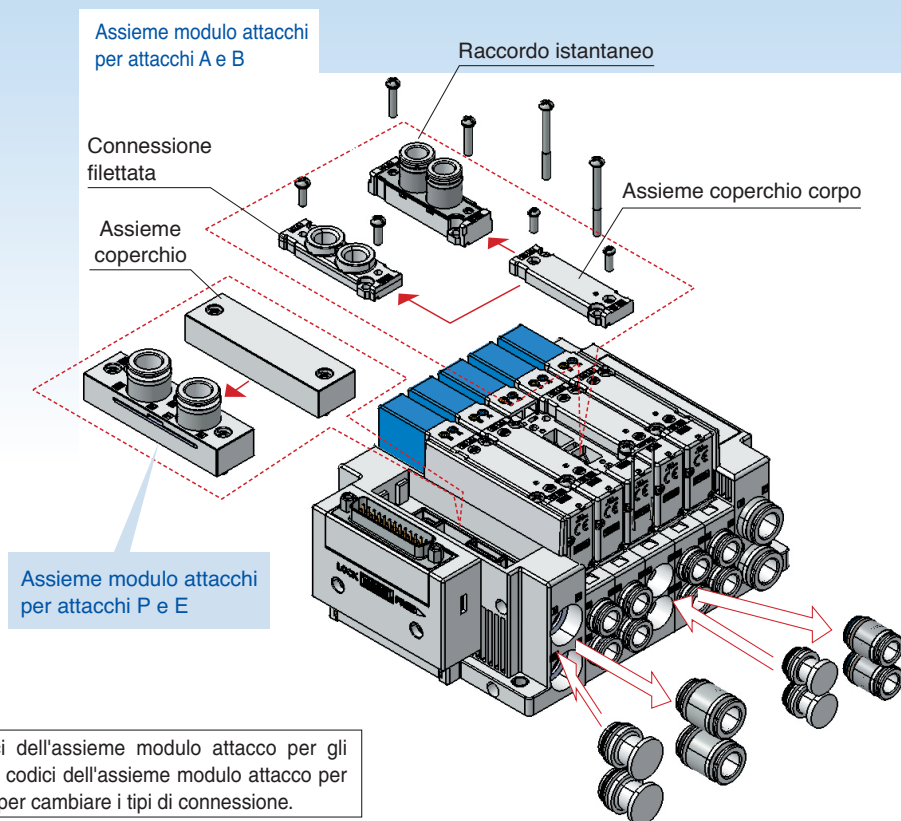 Assieme modulo attacchi
per attacchi A e B
Raccordo istantaneo
Connessione
filettata
Assieme coperchio corpo
Assieme
coperchio
Assieme modulo attacchi
per attacchi P e E
LOCK
dell'assieme modulo attacco per gli
codici dell'assieme modulo attacco per
per cambiare i tipi di connessione.